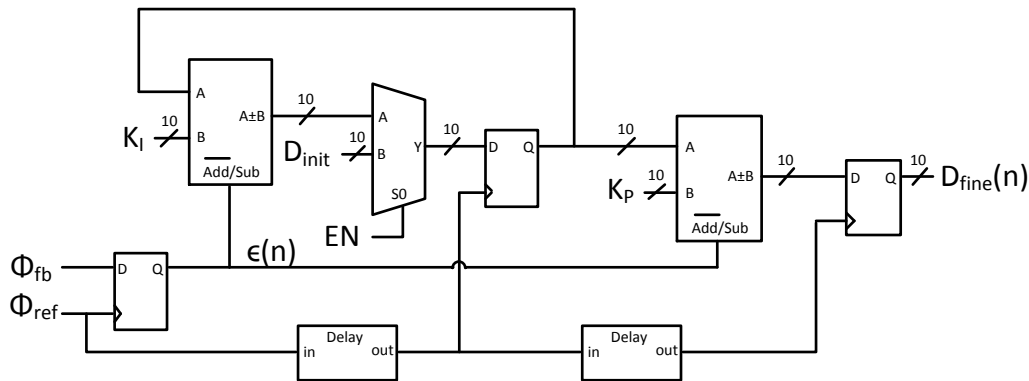 A
B
A±B
Add/Sub
K_I
10
10
D_init
10
A
B
Y
S0
EN
10
D
Q
10
K_P
10
A
B
A±B
Add/Sub
10
D
Q
10
D_fine(n)
Φ_fb
Φ_ref
D
Q
ϵ(n)
Delay
in
out
Delay
in
out